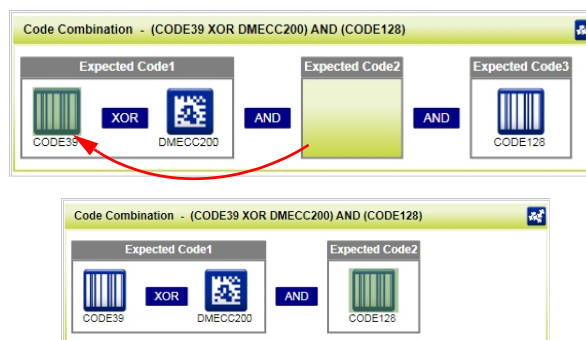 Code Combination - (CODE39 XOR DMECC200) AND (CODE128)
Expected Code1 Expected Code2 Expected Code3
XOR AND AND
CODE39 DMECC200 CODE128
Code Combination - (CODE39 XOR DMECC200) AND (CODE128)
Expected Code1 Expected Code2
XOR AND
CODE39 DMECC200 CODE128